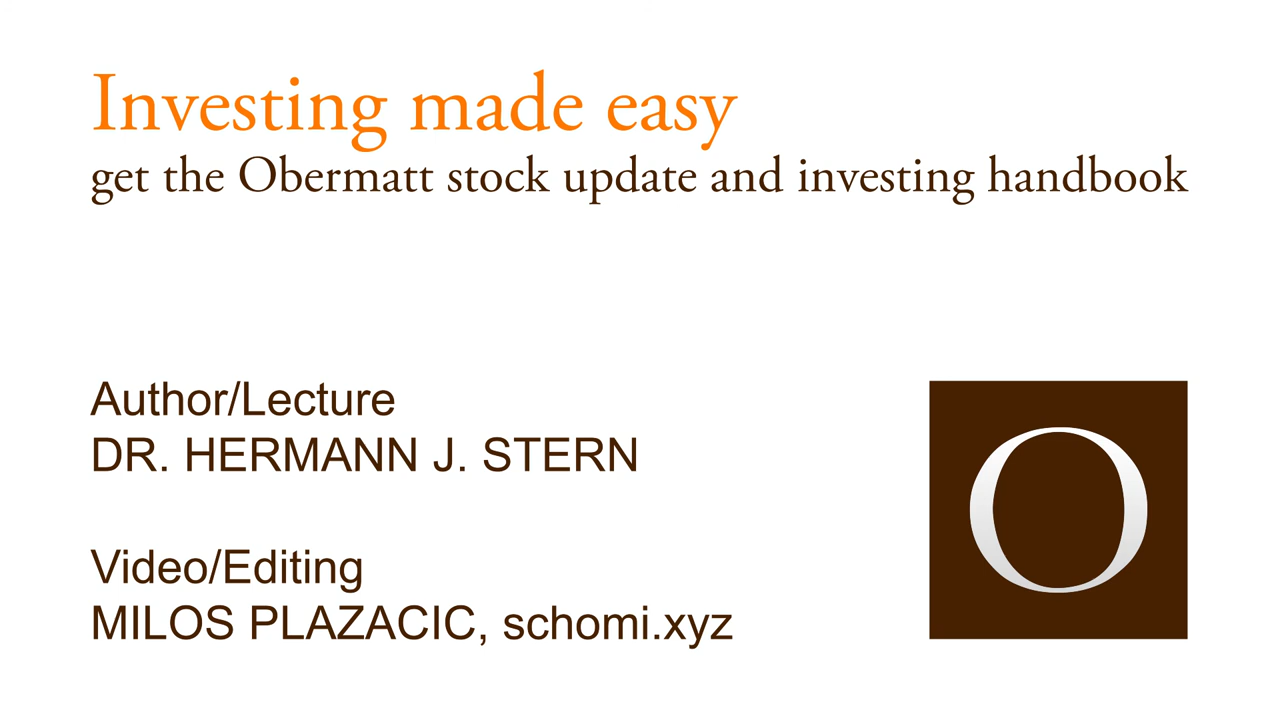 Investing made easy
get the Obermatt stock update and investing handbook
Author/Lecture
DR. HERMANN J. STERN
Video/Editing
MILOS PLAZACIC, schomi.xyz
O